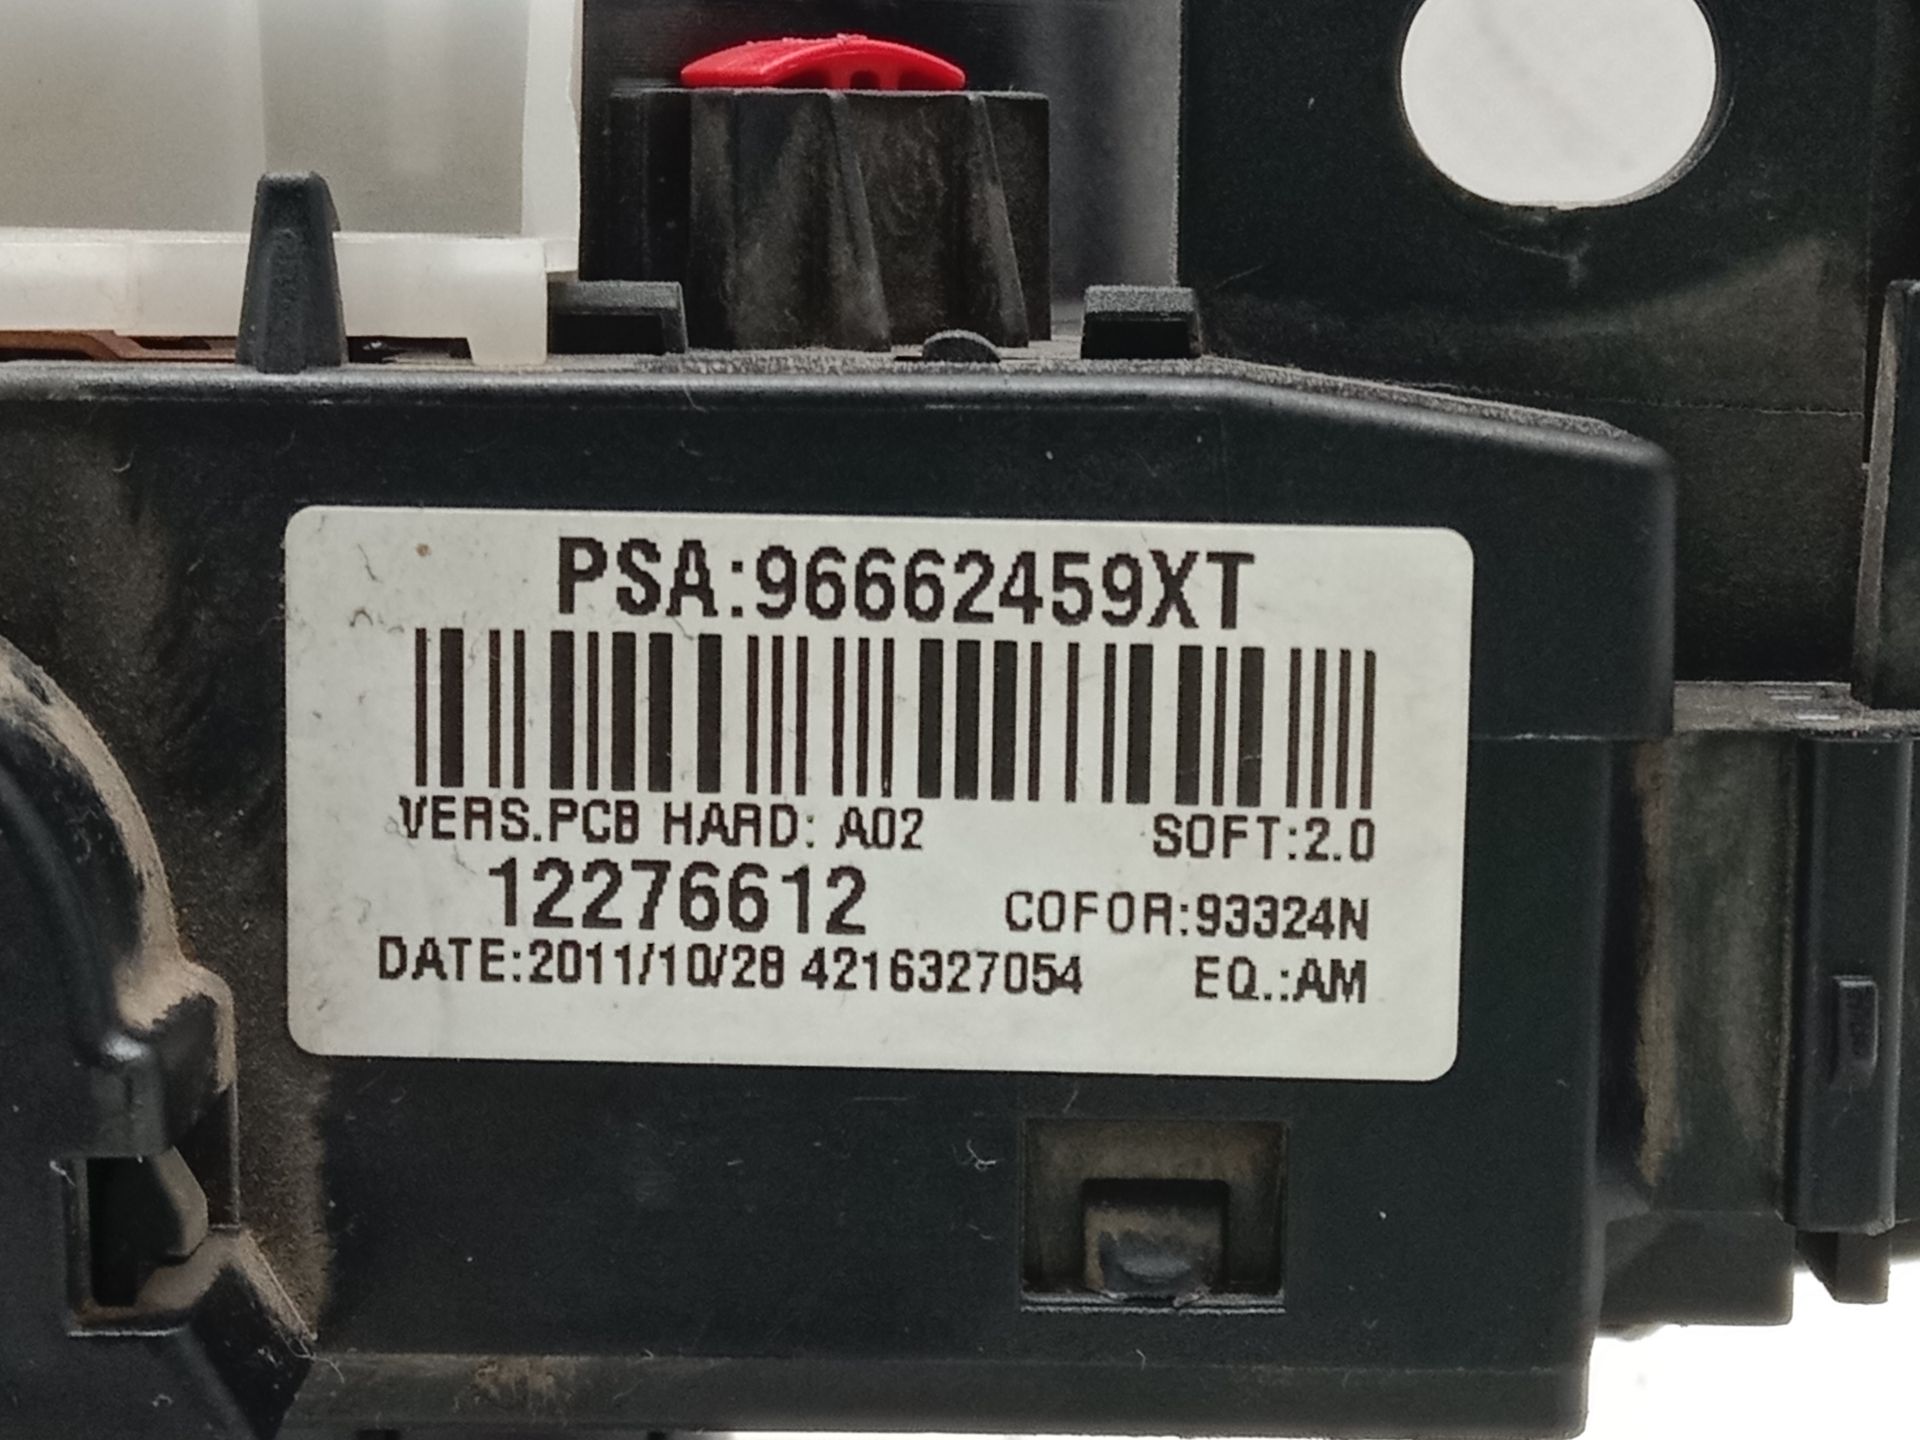 PSA:96662459XT
VERS.PCB HARD: A02 SOFT:2.0
12276612 COFOR:93324N
DATE:2011/10/28 4216327054 EQ.:AM